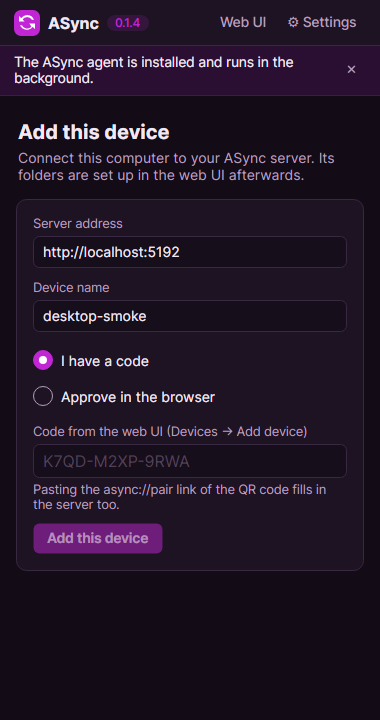 ASync 0.1.4 Web UI ⚙ Settings
The ASync agent is installed and runs in the
background.
×
Add this device
Connect this computer to your ASync server. Its
folders are set up in the web UI afterwards.
Server address
http://localhost:5192
Device name
desktop-smoke
I have a code
Approve in the browser
Code from the web UI (Devices → Add device)
K7QD-M2XP-9RWA
Pasting the async://pair link of the QR code fills in
the server too.
Add this device